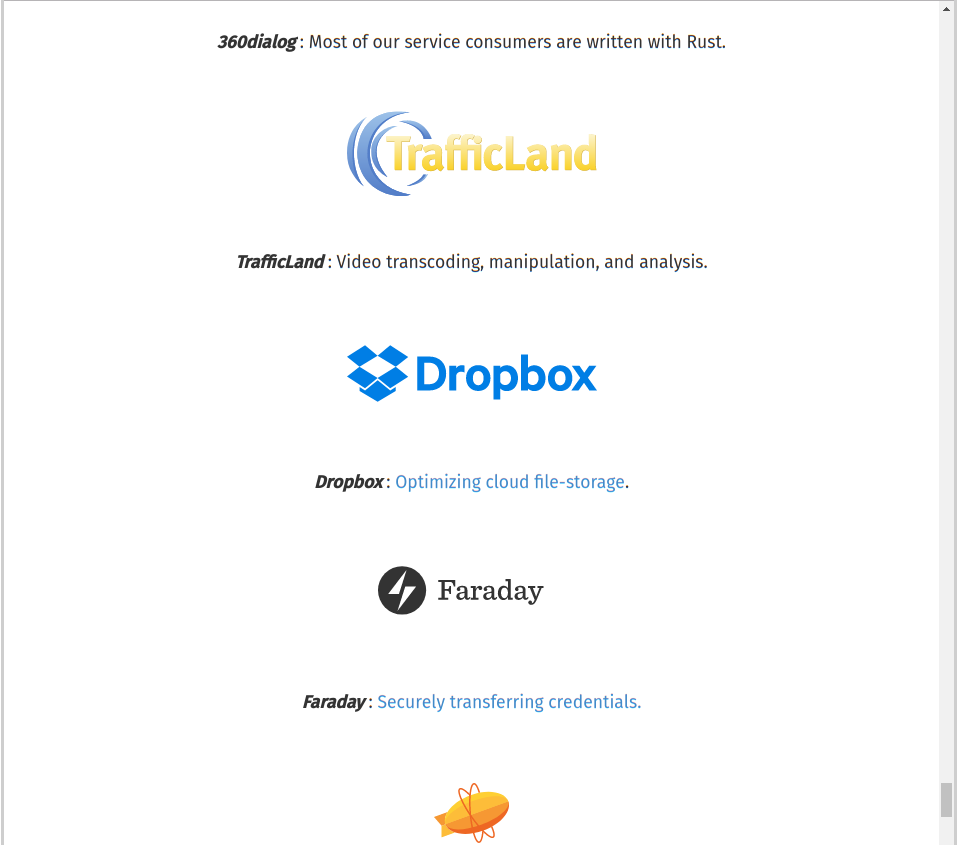 360dialog : Most of our service consumers are written with Rust.
TrafficLand
TrafficLand : Video transcoding, manipulation, and analysis.
Dropbox
Dropbox : Optimizing cloud file-storage.
Faraday
Faraday : Securely transferring credentials.